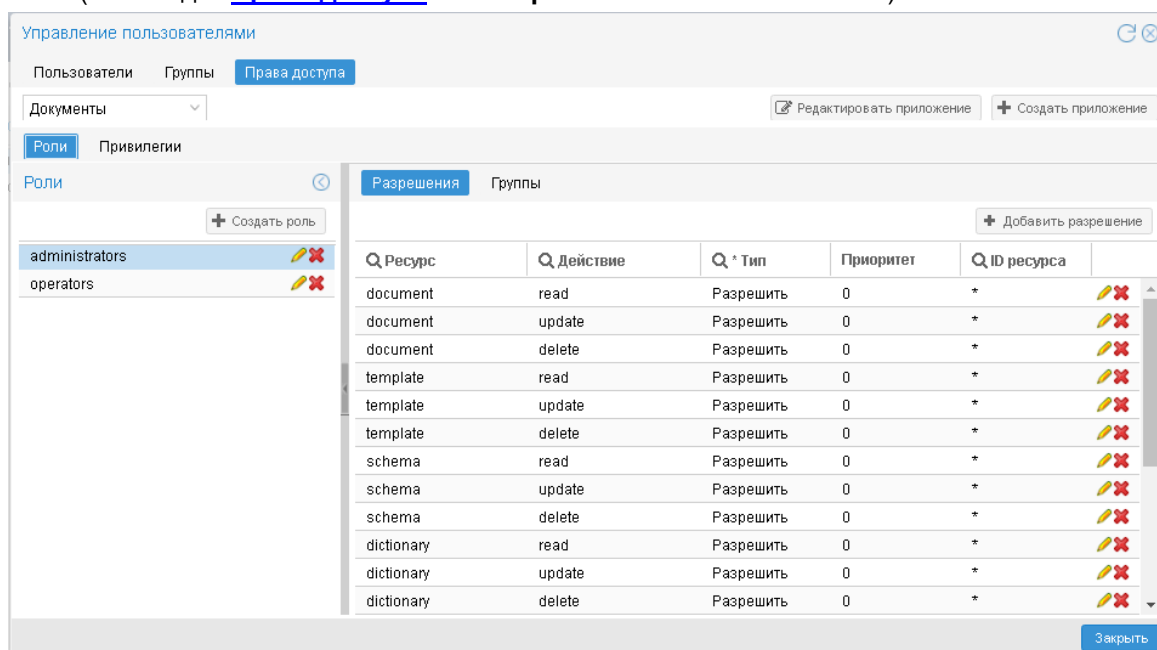 Управление пользователями
Пользователи Группы Права доступа
Документы Редактировать приложение Создать приложение
Роли Привилегии
Роли Разрешения Группы
Создать роль Добавить разрешение
administrators
operators
Ресурс Действие * Тип Приоритет ID ресурса
document read Разрешить 0 *
document update Разрешить 0 *
document delete Разрешить 0 *
template read Разрешить 0 *
template update Разрешить 0 *
template delete Разрешить 0 *
schema read Разрешить 0 *
schema update Разрешить 0 *
schema delete Разрешить 0 *
dictionary read Разрешить 0 *
dictionary update Разрешить 0 *
dictionary delete Разрешить 0 *
Закрыть